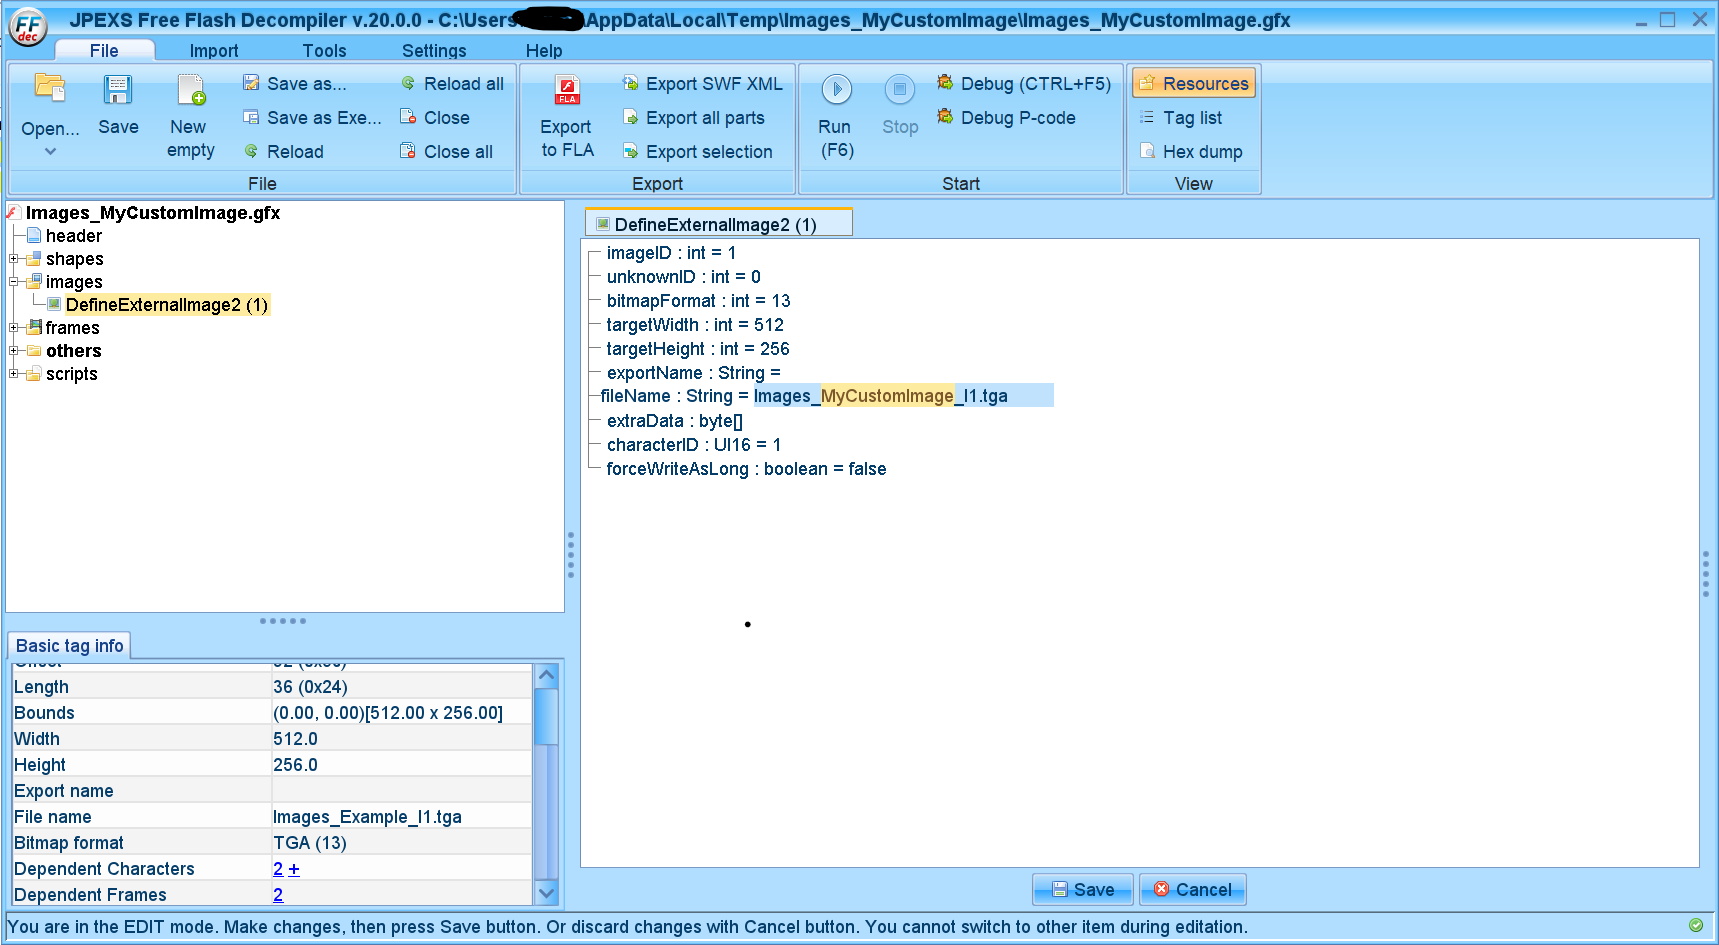 JPEXS Free Flash Decompiler v.20.0.0 - C:\Users\ \AppData\Local\Temp\Images_MyCustomImage\Images_MyCustomImage.gfx
FF
dec
File Import Tools Settings Help
Open...
Save
New
empty
Save as...
Save as Exe...
Reload
Reload all
Close
Close all
File
FLA
Export
to FLA
Export SWF XML
Export all parts
Export selection
Export
Run
(F6)
Stop
Debug (CTRL+F5)
Debug P-code
Start
Resources
Tag list
Hex dump
View
Images_MyCustomImage.gfx
header
shapes
images
DefineExternalImage2 (1)
frames
others
scripts
DefineExternalImage2 (1)
imageID : int = 1
unknownID : int = 0
bitmapFormat : int = 13
targetWidth : int = 512
targetHeight : int = 256
exportName : String =
fileName : String = Images_MyCustomImage_I1.tga
extraData : byte[]
characterID : UI16 = 1
forceWriteAsLong : boolean = false
Basic tag info
Length 36 (0x24)
Bounds (0.00, 0.00)[512.00 x 256.00]
Width 512.0
Height 256.0
Export name
File name Images_Example_I1.tga
Bitmap format TGA (13)
Dependent Characters 2 +
Dependent Frames 2
Save Cancel
You are in the EDIT mode. Make changes, then press Save button. Or discard changes with Cancel button. You cannot switch to other item during editation.